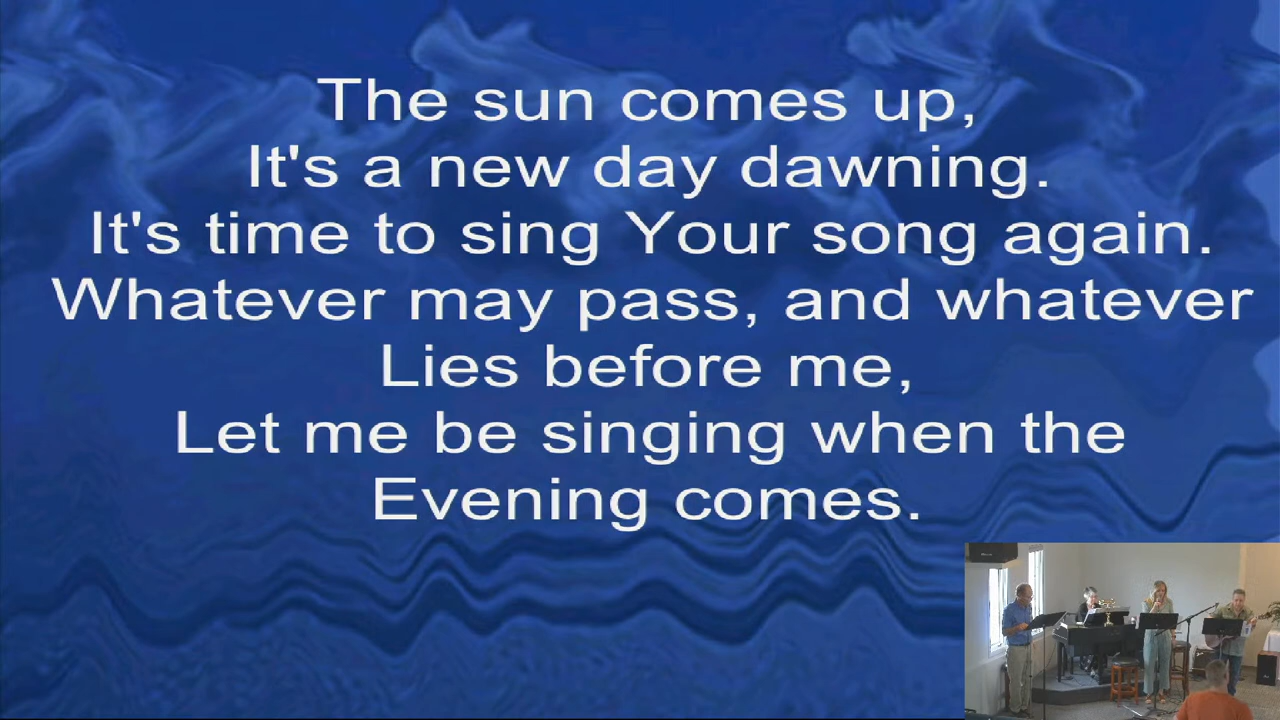 The sun comes up,
It's a new day dawning.
It's time to sing Your song again.
Whatever may pass, and whatever
Lies before me,
Let me be singing when the
Evening comes.